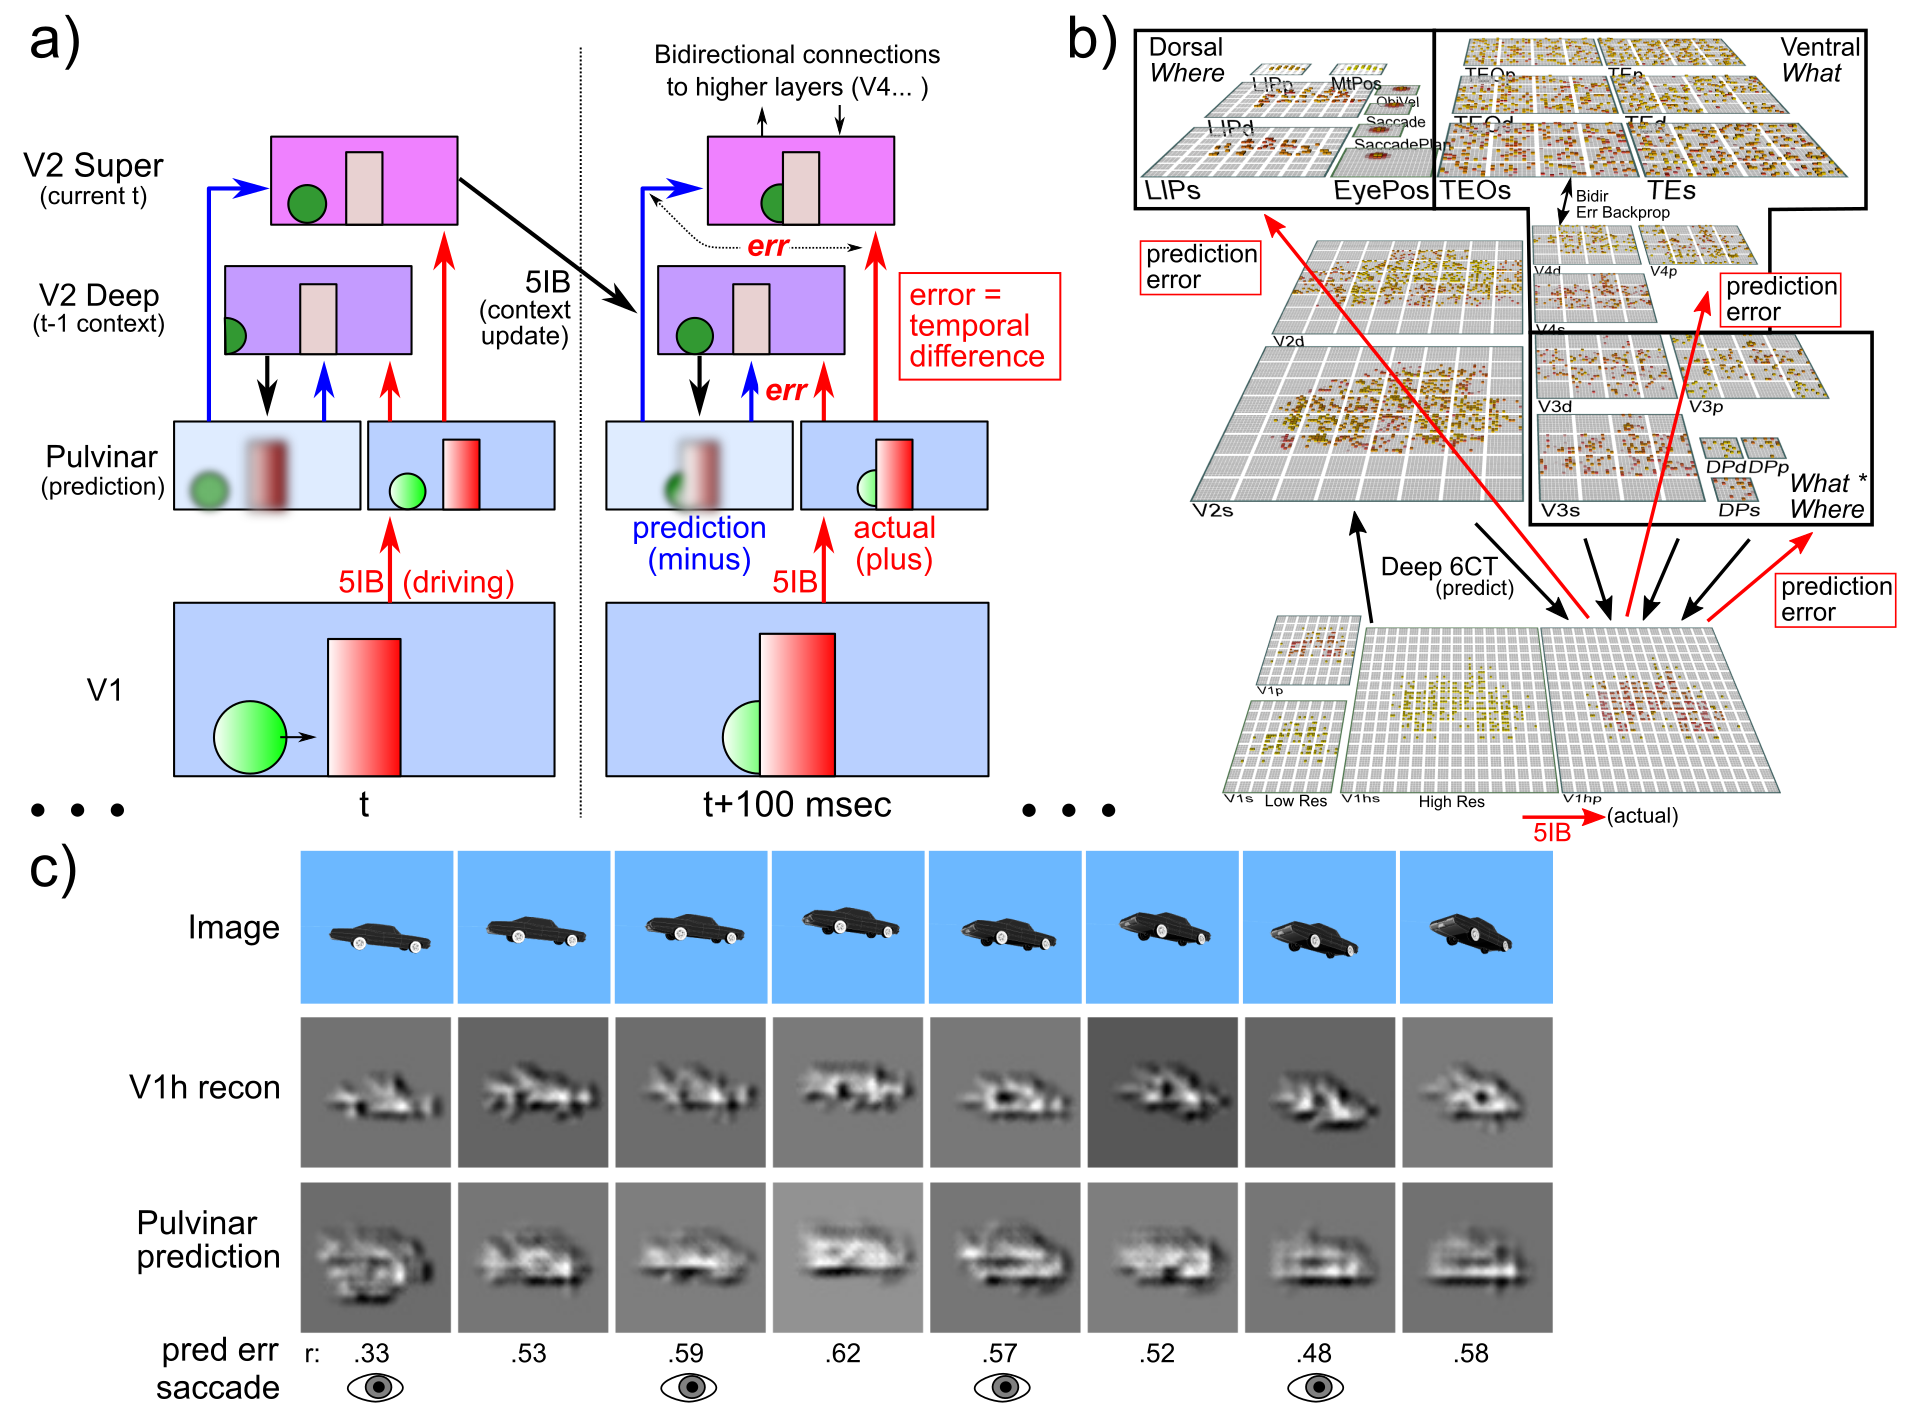 a)
Bidirectional connections
to higher layers (V4... )
V2 Super
(current t)
err
V2 Deep
(t-1 context)
5IB
(context
update)
error =
temporal
difference
err
Pulvinar
(prediction)
prediction
(minus)
actual
(plus)
5IB (driving)
5IB
V1
t
t+100 msec
b)
Dorsal
Where
Ventral
What
LIPp
MtPos
ObjVel
LIPd
Saccade
SaccadePlan
LIPs
EyePos
TEOp
TEp
TEOd
TEd
TEOs
TEs
Bidir
Err Backprop
prediction
error
V4d
V4p
prediction
error
V4s
V2d
V3d
V3p
DPd
DPp
DPs
What *
Where
V2s
V3s
Deep 6CT
(predict)
prediction
error
V1p
V1s
Low Res
V1hs
High Res
V1hp
5IB
(actual)
c)
Image
V1h recon
Pulvinar
prediction
pred err r: .33 .53 .59 .62 .57 .52 .48 .58
saccade